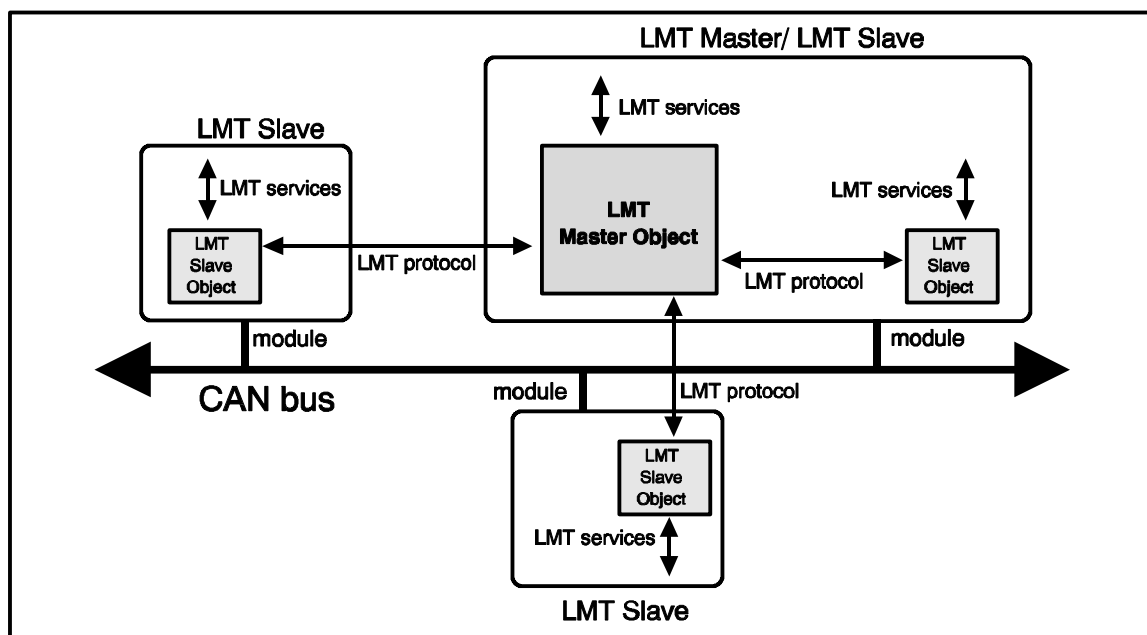 LMT Master/ LMT Slave
LMT services
LMT Slave
LMT services
LMT
Master Object
LMT services
LMT
Slave
Object
LMT protocol
LMT protocol
LMT
Slave
Object
module
module
CAN bus
module
LMT protocol
LMT
Slave
Object
LMT services
LMT Slave